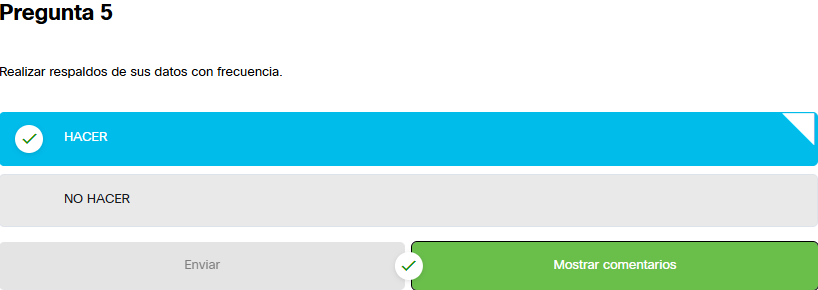 Pregunta 5
Realizar respaldos de sus datos con frecuencia.
HACER
NO HACER
Enviar
Mostrar comentarios